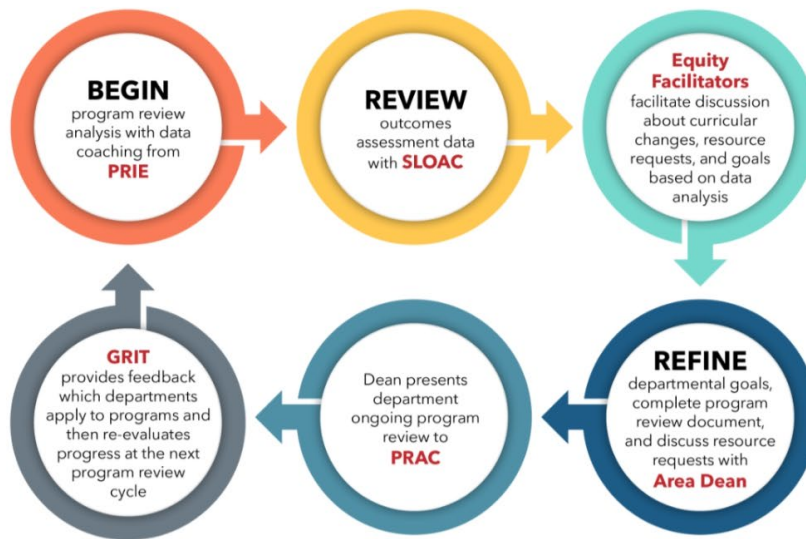 BEGIN
program review
analysis with data
coaching from
PRIE
REVIEW
outcomes
assessment data
with SLOAC
Equity
Facilitators
facilitate discussion
about curricular
changes, resource
requests, and goals
based on data
analysis
REFINE
departmental goals,
complete program
review document,
and discuss resource
requests with
Area Dean
Dean presents
department
ongoing program
review to
PRAC
GRIT
provides feedback
which departments
apply to programs and
then re-evaluates
progress at the next
program review
cycle